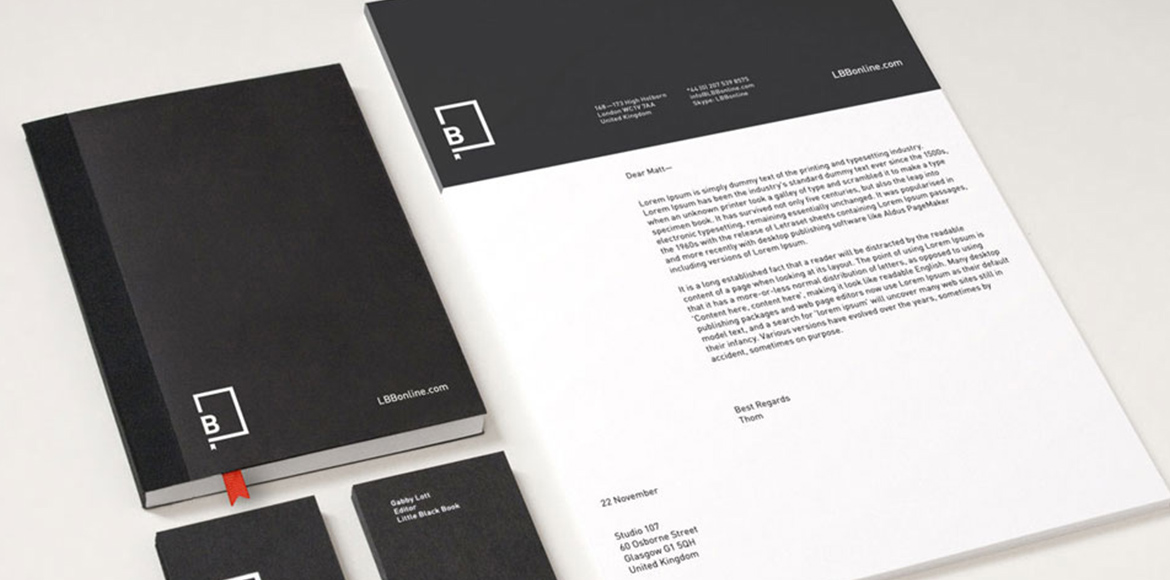 B
LBBonline.com
Gabby Lott
Editor
Little Black Book
B
168—173 High Holborn
London WC1V 7AA
United Kingdom
+44 (0) 207 539 8575
info@LBBonline.com
Skype: LBBonline
LBBonline.com
Dear Matt—
Lorem Ipsum is simply dummy text of the printing and typesetting industry.
Lorem Ipsum has been the industry's standard dummy text ever since the 1500s,
when an unknown printer took a galley of type and scrambled it to make a type
specimen book. It has survived not only five centuries, but also the leap into
electronic typesetting, remaining essentially unchanged. It was popularised in
the 1960s with the release of Letraset sheets containing Lorem Ipsum passages,
and more recently with desktop publishing software like Aldus PageMaker
including versions of Lorem Ipsum.
It is a long established fact that a reader will be distracted by the readable
content of a page when looking at its layout. The point of using Lorem Ipsum is
that it has a more-or-less normal distribution of letters, as opposed to using
'Content here, content here', making it look like readable English. Many desktop
publishing packages and web page editors now use Lorem Ipsum as their default
model text, and a search for 'lorem ipsum' will uncover many web sites still in
their infancy. Various versions have evolved over the years, sometimes by
accident, sometimes on purpose.
Best Regards
Thom
22 November
Studio 107
60 Osborne Street
Glasgow G1 5QH
United Kingdom